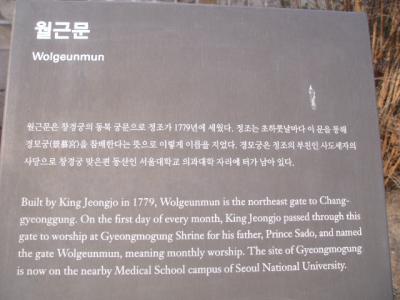 월근문
Wolgeunmun
월근문은 창경궁의 동북 궁문으로 정조가 1779년에 세웠다. 정조는 초하룻날마다 이 문을 통해
경모궁(景慕宮)을 참배한다는 뜻으로 이렇게 이름을 지었다. 경모궁은 정조의 부친인 사도세자의
사당으로 창경궁 맞은편 동산인 서울대학교 의과대학 자리에 터가 남아 있다.
Built by King Jeongjo in 1779, Wolgeunmun is the northeast gate to Chang-
gyeonggung. On the first day of every month, King Jeongjo passed through this
gate to worship at Gyeongmogung Shrine for his father, Prince Sado, and named
the gate Wolgeunmun, meaning monthly worship. The site of Gyeongmogung
is now on the nearby Medical School campus of Seoul National University.